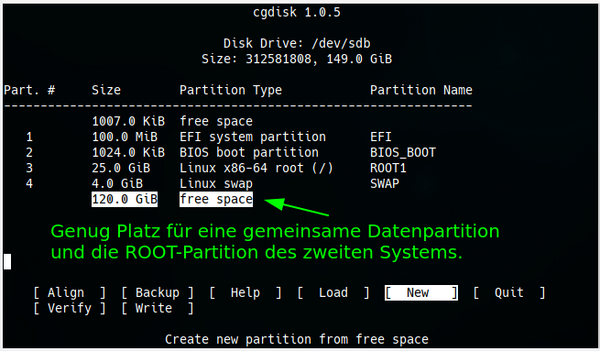 cgdisk 1.0.5
Disk Drive: /dev/sdb
Size: 312581808, 149.0 GiB
Part. # Size Partition Type Partition Name
----------------------------------------------------------------
1007.0 KiB free space
1 100.0 MiB EFI system partition EFI
2 1024.0 KiB BIOS boot partition BIOS_BOOT
3 25.0 GiB Linux x86-64 root (/) ROOT1
4 4.0 GiB Linux swap SWAP
120.0 GiB free space
Genug Platz für eine gemeinsame Datenpartition
und die ROOT-Partition des zweiten Systems.
[ Align ] [ Backup ] [ Help ] [ Load ] [ New ] [ Quit ]
[ Verify ] [ Write ]
Create new partition from free space